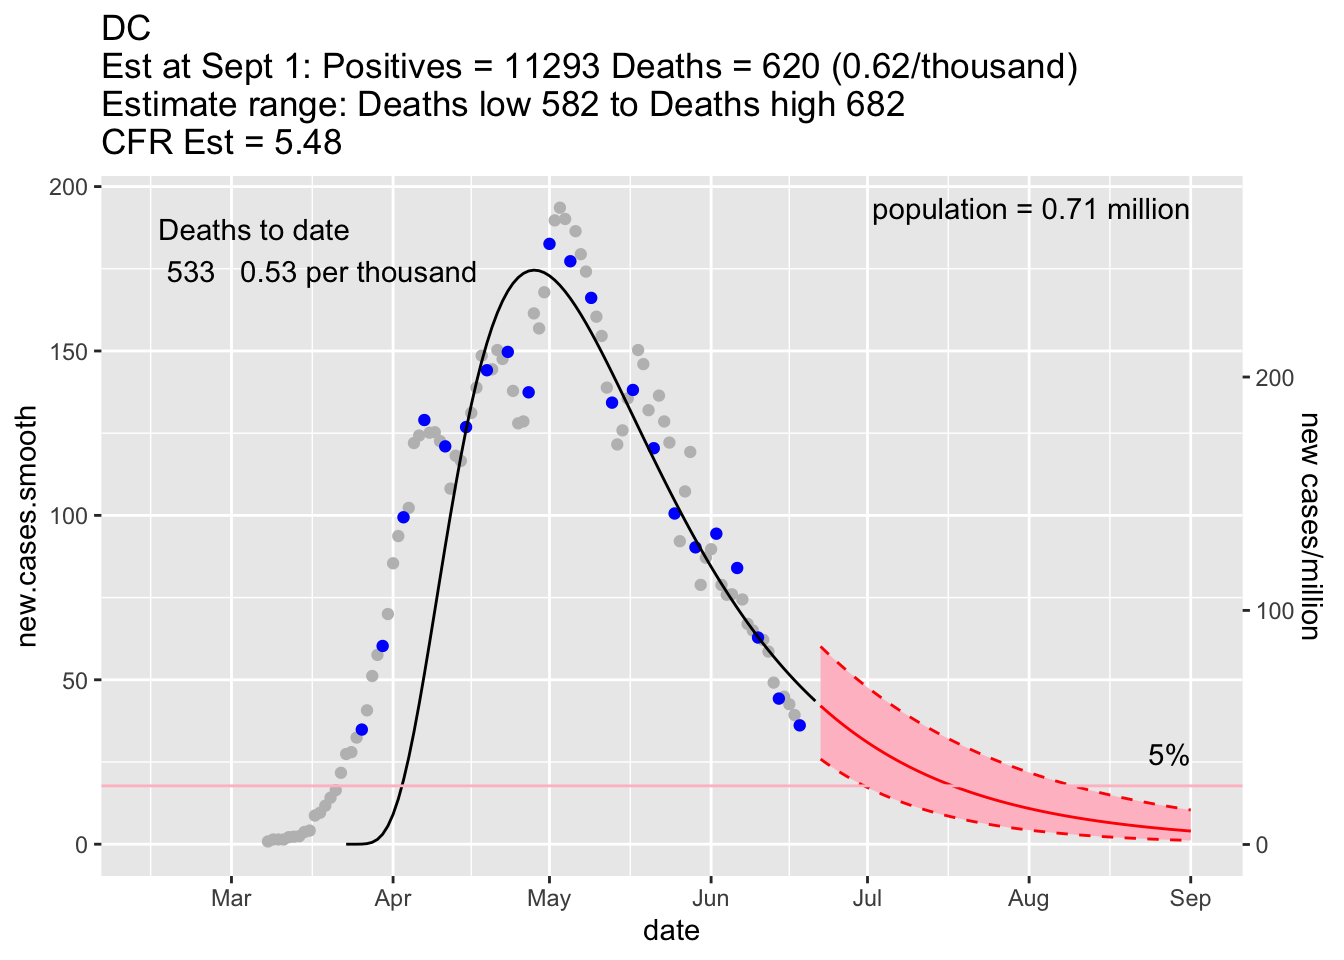 DC
Est at Sept 1: Positives = 11293 Deaths = 620 (0.62/thousand)
Estimate range: Deaths low 582 to Deaths high 682
CFR Est = 5.48
200
150
100
50
0
new.cases.smooth
Deaths to date
533 0.53 per thousand
population = 0.71 million
5%
200
100
0
new cases/million
Mar Apr May Jun Jul Aug Sep
date